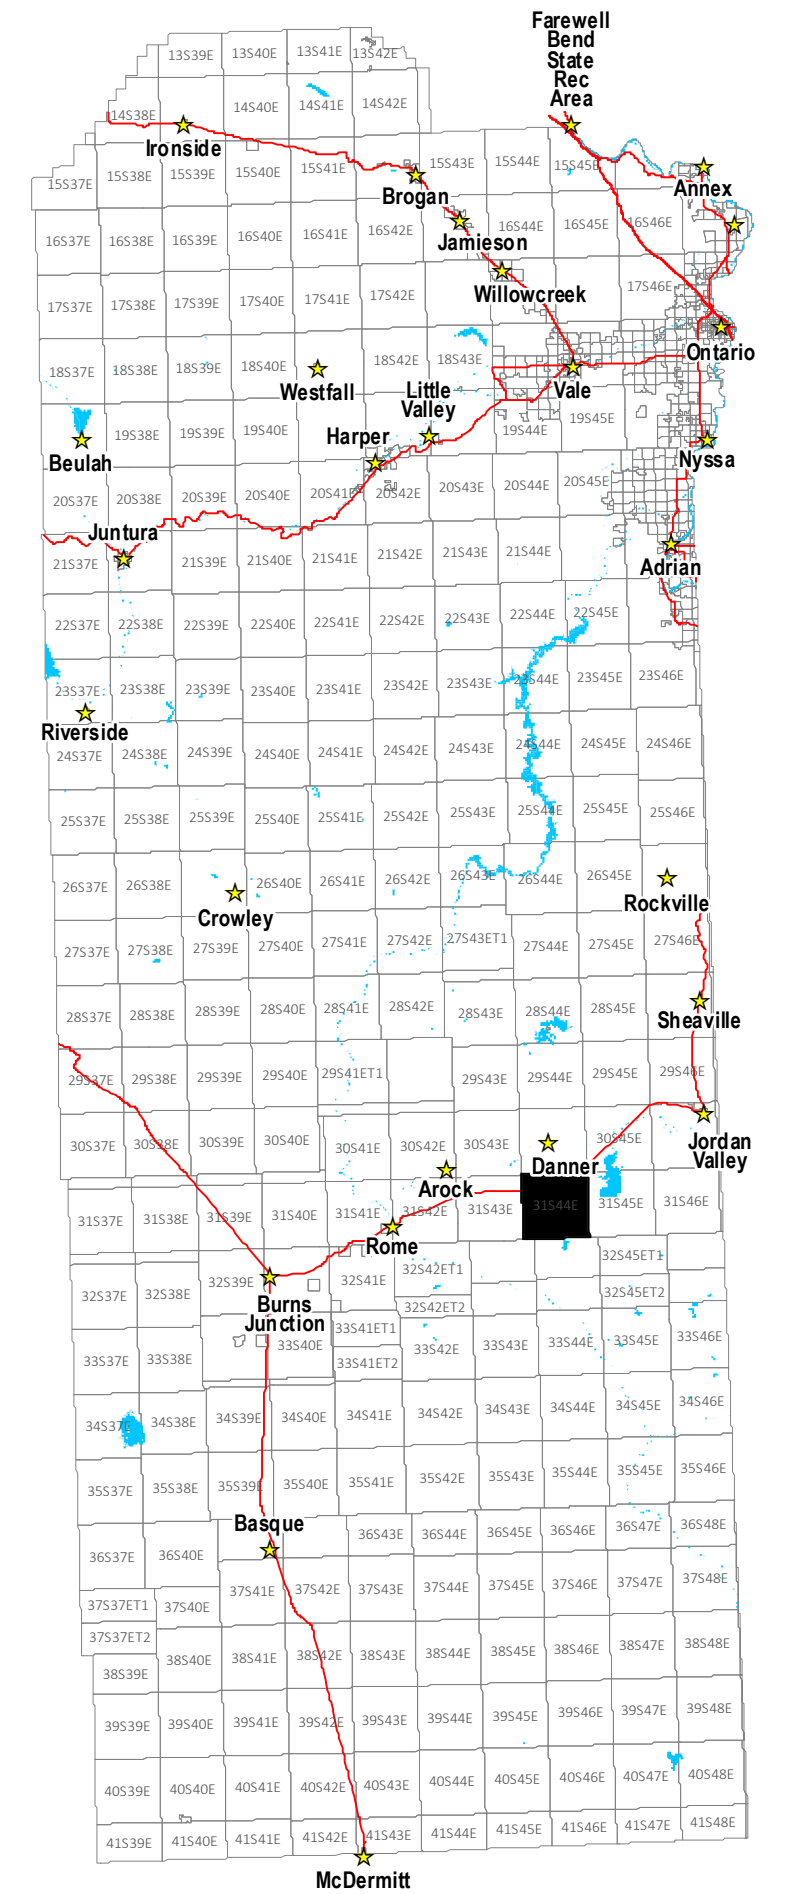 Farewell
Bend
State
Rec
Area
13S39E 13S40E 13S41E 13S42E
14S38E 14S40E 14S41E 14S42E
Ironside
15S37E 15S38E 15S39E 15S40E 15S41E 15S43E 15S44E 15S45E
Brogan
Annex
16S37E 16S38E 16S39E 16S40E 16S41E 16S42E 16S44E 16S45E 16S46E
Jamieson
17S37E 17S38E 17S39E 17S40E 17S41E 17S42E 17S46E
Willowcreek
Ontario
18S37E 18S38E 18S39E 18S40E 18S42E 18S43E
Westfall
Little
Valley
Vale
19S38E 19S39E 19S40E 19S44E 19S45E
Beulah
Harper
Nyssa
20S37E 20S38E 20S39E 20S40E 20S41E 20S42E 20S43E 20S44E 20S45E
Juntura
21S37E 21S39E 21S40E 21S41E 21S42E 21S43E 21S44E
Adrian
22S37E 22S38E 22S39E 22S40E 22S41E 22S42E 22S43E 22S44E 22S45E
23S37E 23S38E 23S39E 23S40E 23S41E 23S42E 23S43E 23S44E 23S45E 23S46E
Riverside
24S37E 24S38E 24S39E 24S40E 24S41E 24S42E 24S43E 24S44E 24S45E 24S46E
25S37E 25S38E 25S39E 25S40E 25S41E 25S42E 25S43E 25S44E 25S45E 25S46E
26S37E 26S38E 26S40E 26S41E 26S42E 26S43E 26S44E 26S45E
Crowley
Rockville
27S37E 27S38E 27S39E 27S40E 27S41E 27S42E 27S43ET1 27S44E 27S45E 27S46E
28S37E 28S38E 28S39E 28S40E 28S41E 28S42E 28S43E 28S44E 28S45E
Sheaville
29S37E 29S38E 29S39E 29S40E 29S41ET1 29S43E 29S44E 29S45E 29S46E
30S37E 30S38E 30S39E 30S40E 30S41E 30S42E 30S43E 30S45E
Jordan
Valley
Danner
Arock
31S37E 31S38E 31S39E 31S40E 31S41E 31S42E 31S43E 31S44E 31S45E 31S46E
Rome
32S37E 32S38E 32S39E 32S41E 32S42ET1 32S45ET1
32S42ET2 32S45ET2
Burns
Junction
33S37E 33S38E 33S40E 33S41ET1 33S42E 33S43E 33S44E 33S45E 33S46E
33S41ET2
34S37E 34S38E 34S39E 34S40E 34S41E 34S42E 34S43E 34S44E 34S45E 34S46E
35S37E 35S38E 35S39E 35S40E 35S41E 35S42E 35S43E 35S44E 35S45E 35S46E
Basque
36S37E 36S40E 36S43E 36S44E 36S45E 36S46E 36S47E 36S48E
37S37ET1 37S40E 37S41E 37S42E 37S43E 37S44E 37S45E 37S46E 37S47E 37S48E
37S37ET2
38S39E 38S40E 38S41E 38S42E 38S43E 38S44E 38S45E 38S46E 38S47E 38S48E
39S39E 39S40E 39S41E 39S42E 39S43E 39S44E 39S45E 39S46E 39S47E 39S48E
40S39E 40S40E 40S41E 40S42E 40S43E 40S44E 40S45E 40S46E 40S47E 40S48E
41S39E 41S40E 41S41E 41S42E 41S43E 41S44E 41S45E 41S46E 41S47E 41S48E
McDermitt